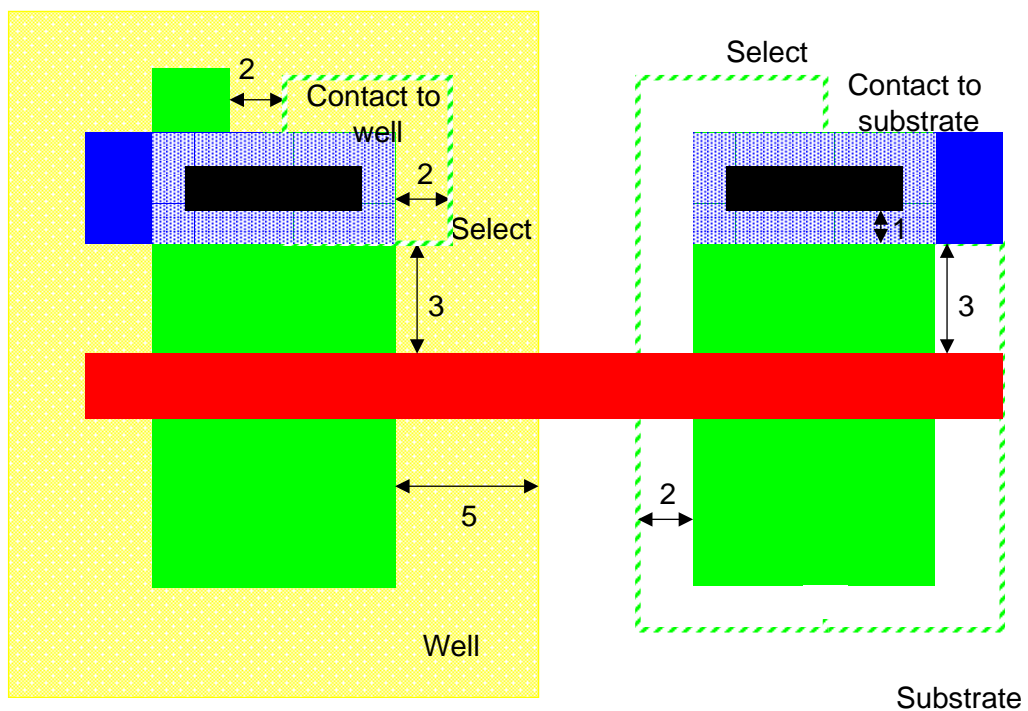 Select
2
Contact to
well
Contact to
substrate
2
Select
1
3
3
2
5
Well
Substrate